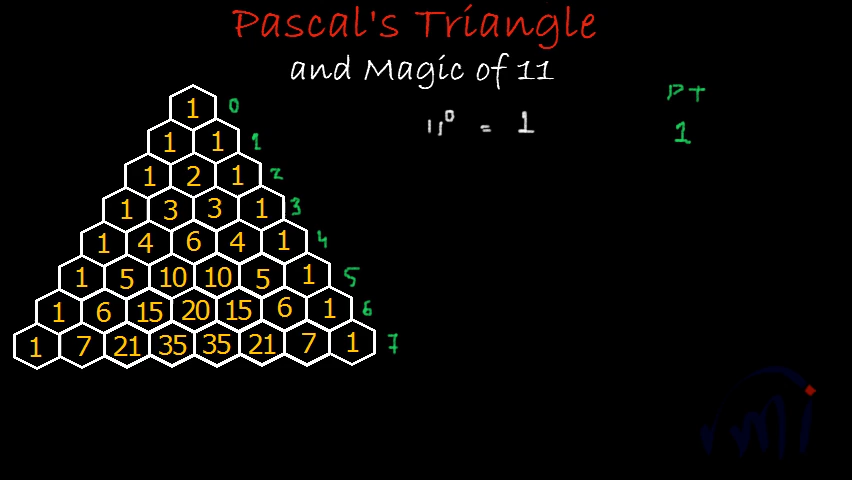 Pascal's Triangle
and Magic of 11
PT
11⁰ = 1 1
1 0
1 1 1
1 2 1 2
1 3 3 1 3
1 4 6 4 1 4
1 5 10 10 5 1 5
1 6 15 20 15 6 1 6
1 7 21 35 35 21 7 1 7